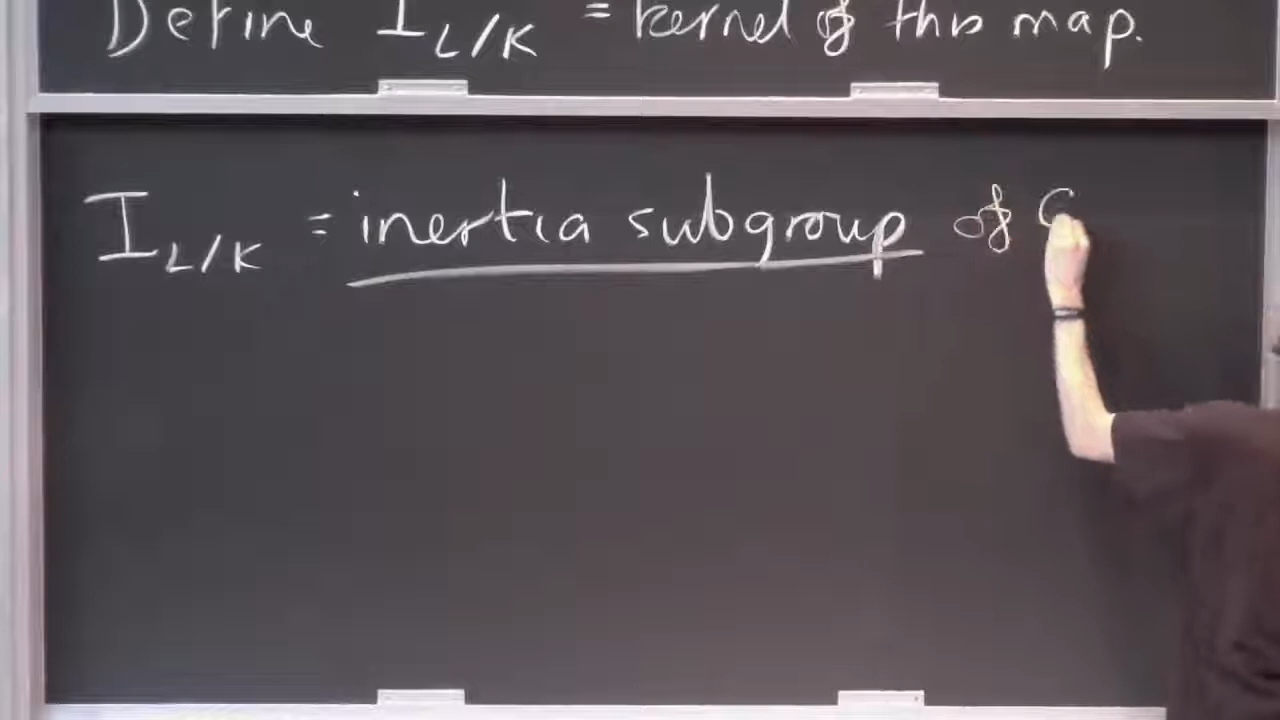 Define I_{L/K} = kernel of this map.
I_{L/K} = inertia subgroup of